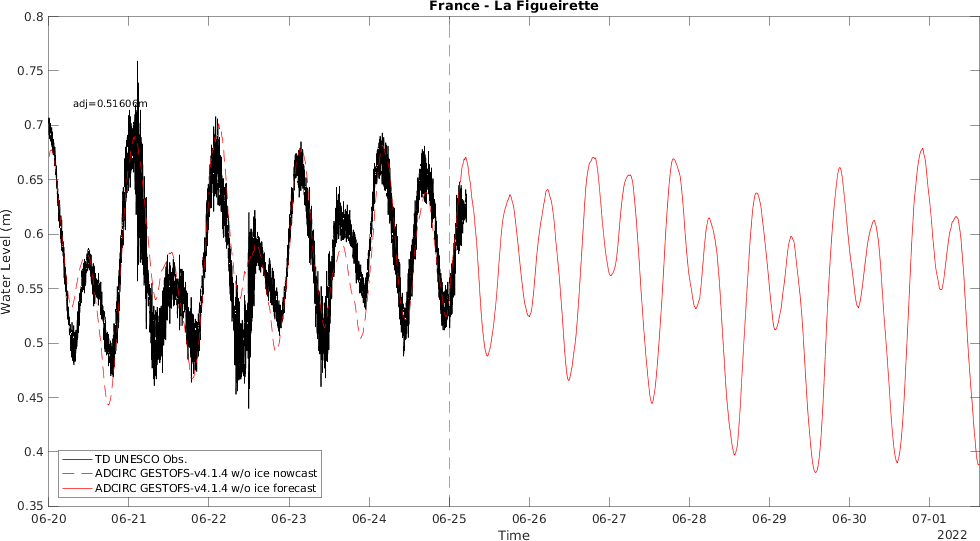 France - La Figueirette
0.8
0.75
0.7
0.65
0.6
0.55
0.5
0.45
0.4
0.35
Water Level (m)
adj=0.51606m
TD UNESCO Obs.
ADCIRC GESTOFS-v4.1.4 w/o ice nowcast
ADCIRC GESTOFS-v4.1.4 w/o ice forecast
06-20 06-21 06-22 06-23 06-24 06-25 06-26 06-27 06-28 06-29 06-30 07-01
Time
2022